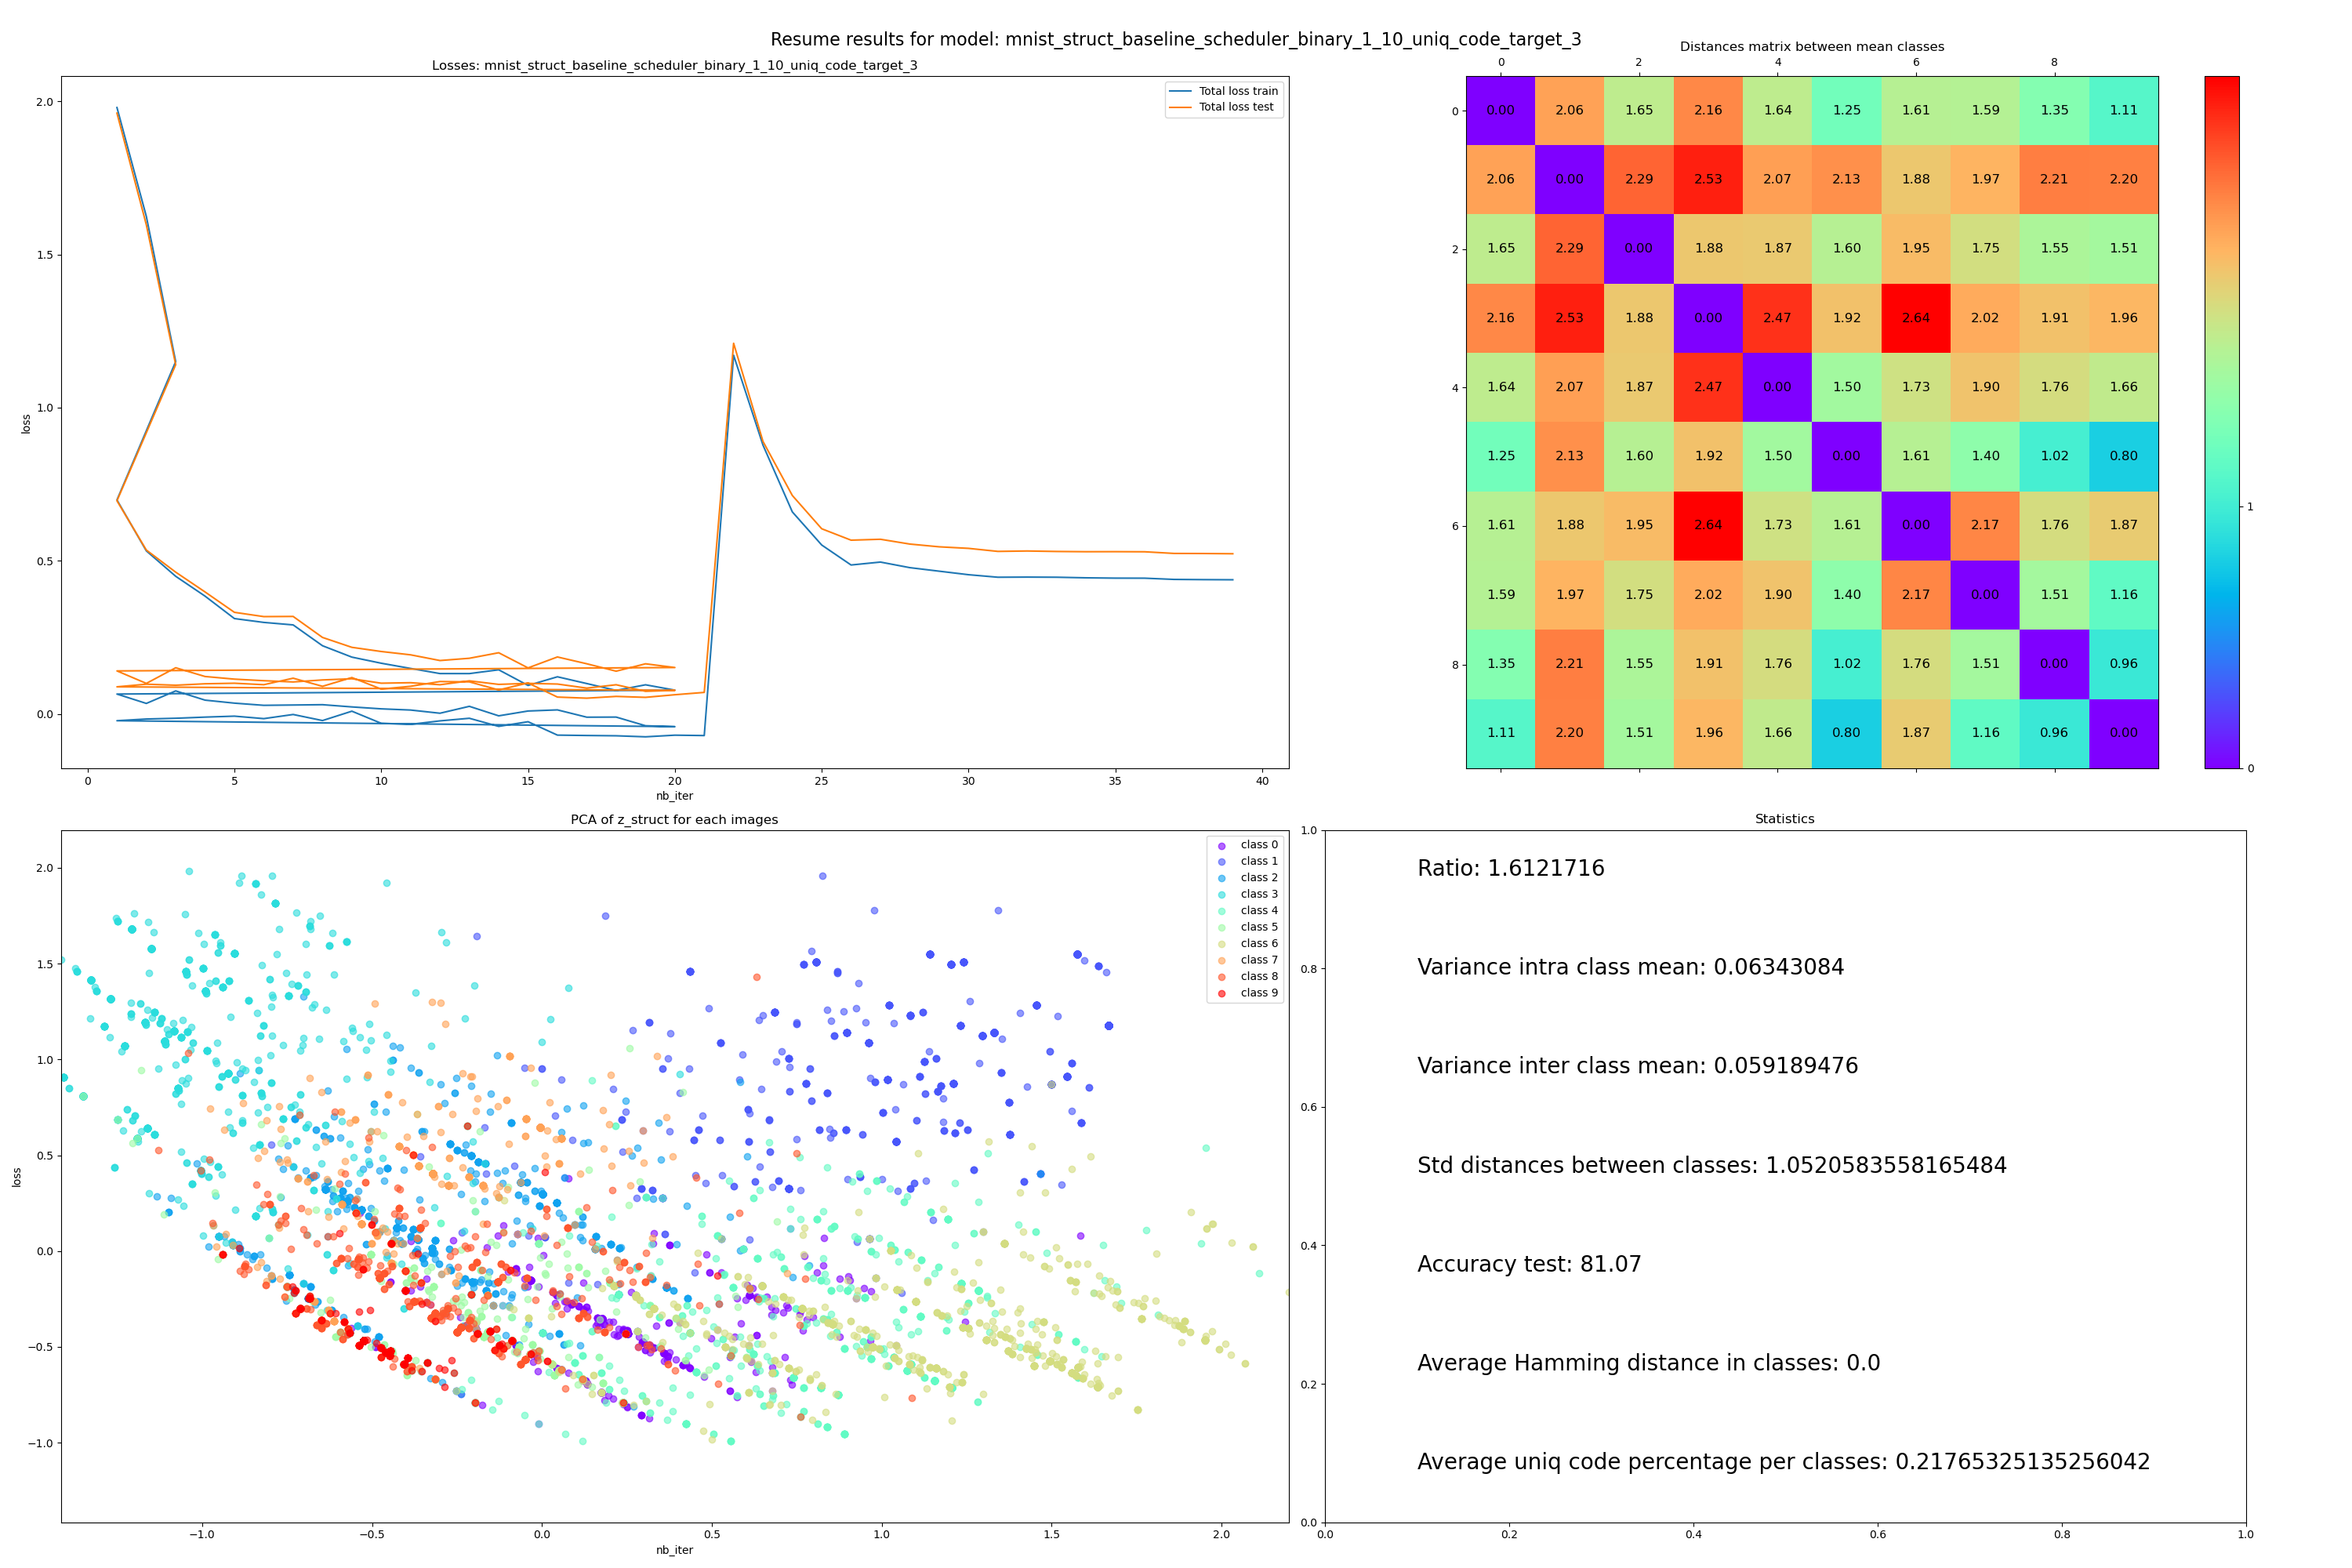 Resume results for model: mnist_struct_baseline_scheduler_binary_1_10_uniq_code_target_3
Losses: mnist_struct_baseline_scheduler_binary_1_10_uniq_code_target_3
Total loss train
Total loss test
2.0
1.5
1.0
0.5
0.0
loss
0 5 10 15 20 25 30 35 40
nb_iter
Distances matrix between mean classes
0 2 4 6 8
0 0.00 2.06 1.65 2.16 1.64 1.25 1.61 1.59 1.35 1.11
2.06 0.00 2.29 2.53 2.07 2.13 1.88 1.97 2.21 2.20
2 1.65 2.29 0.00 1.88 1.87 1.60 1.95 1.75 1.55 1.51
2.16 2.53 1.88 0.00 2.47 1.92 2.64 2.02 1.91 1.96
4 1.64 2.07 1.87 2.47 0.00 1.50 1.73 1.90 1.76 1.66
1.25 2.13 1.60 1.92 1.50 0.00 1.61 1.40 1.02 0.80
6 1.61 1.88 1.95 2.64 1.73 1.61 0.00 2.17 1.76 1.87
1.59 1.97 1.75 2.02 1.90 1.40 2.17 0.00 1.51 1.16
8 1.35 2.21 1.55 1.91 1.76 1.02 1.76 1.51 0.00 0.96
1.11 2.20 1.51 1.96 1.66 0.80 1.87 1.16 0.96 0.00
1
0
PCA of z_struct for each images
class 0
class 1
class 2
class 3
class 4
class 5
class 6
class 7
class 8
class 9
2.0
1.5
1.0
0.5
0.0
−0.5
−1.0
loss
−1.0 −0.5 0.0 0.5 1.0 1.5 2.0
nb_iter
Statistics
1.0
0.8
0.6
0.4
0.2
0.0
Ratio: 1.6121716
Variance intra class mean: 0.06343084
Variance inter class mean: 0.059189476
Std distances between classes: 1.0520583558165484
Accuracy test: 81.07
Average Hamming distance in classes: 0.0
Average uniq code percentage per classes: 0.21765325135256042
0.0 0.2 0.4 0.6 0.8 1.0